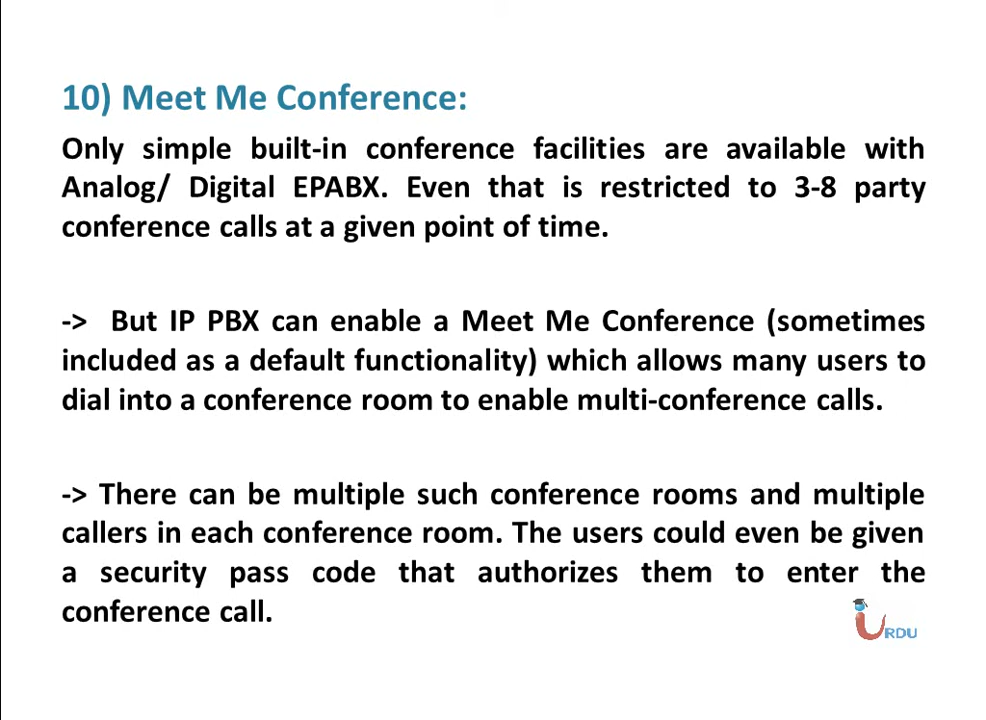 10) Meet Me Conference:
Only simple built-in conference facilities are available with
Analog/ Digital EPABX. Even that is restricted to 3-8 party
conference calls at a given point of time.
-> But IP PBX can enable a Meet Me Conference (sometimes
included as a default functionality) which allows many users to
dial into a conference room to enable multi-conference calls.
-> There can be multiple such conference rooms and multiple
callers in each conference room. The users could even be given
a security pass code that authorizes them to enter the
conference call.
iURDU